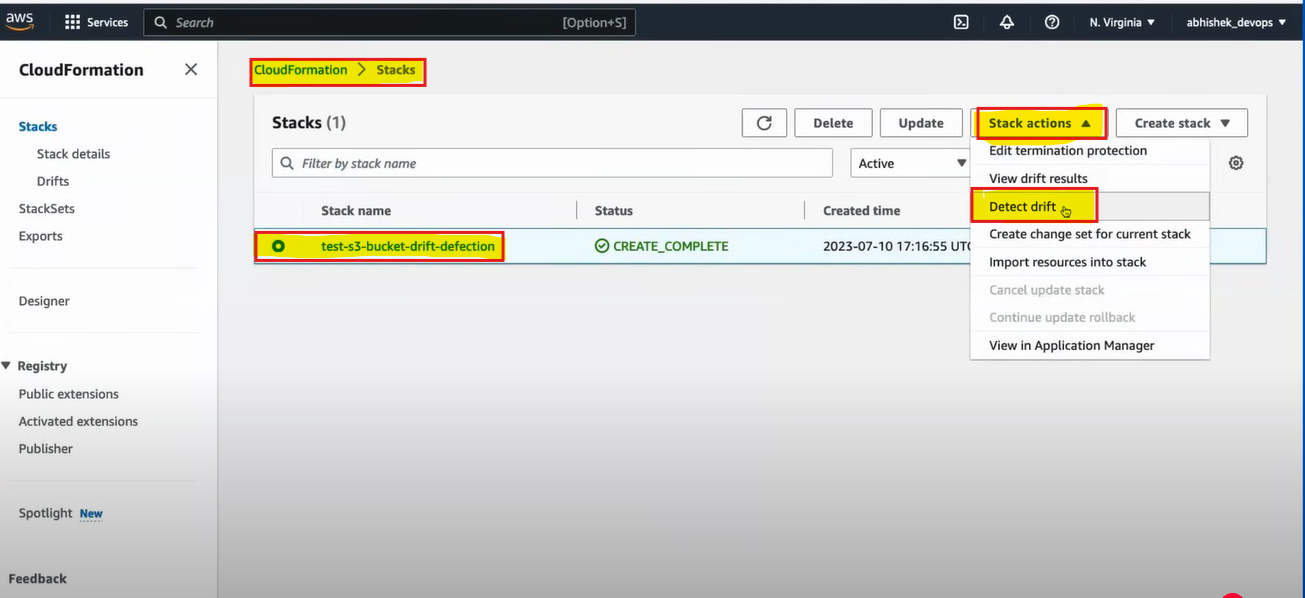 aws Services Search [Option+S] N. Virginia abhishek_devops
CloudFormation
Stacks
Stack details
Drifts
StackSets
Exports
Designer
Registry
Public extensions
Activated extensions
Publisher
Spotlight New
Feedback
CloudFormation > Stacks
Stacks (1) Delete Update Stack actions Create stack
Filter by stack name Active
Stack name Status Created time
test-s3-bucket-drift-defection CREATE_COMPLETE 2023-07-10 17:16:55 UTC
Edit termination protection
View drift results
Detect drift
Create change set for current stack
Import resources into stack
Cancel update stack
Continue update rollback
View in Application Manager